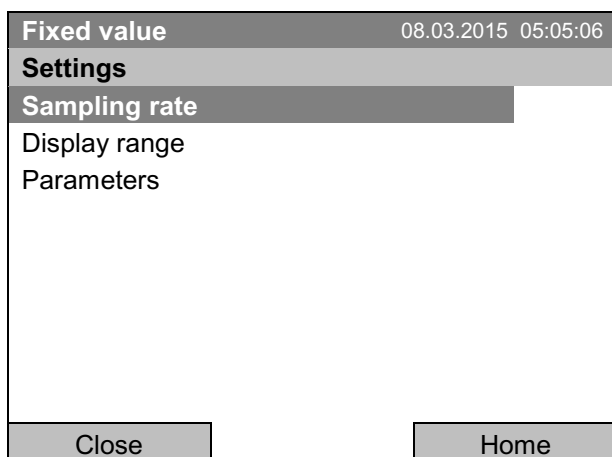 Fixed value 08.03.2015 05:05:06
Settings
Sampling rate
Display range
Parameters
Close Home